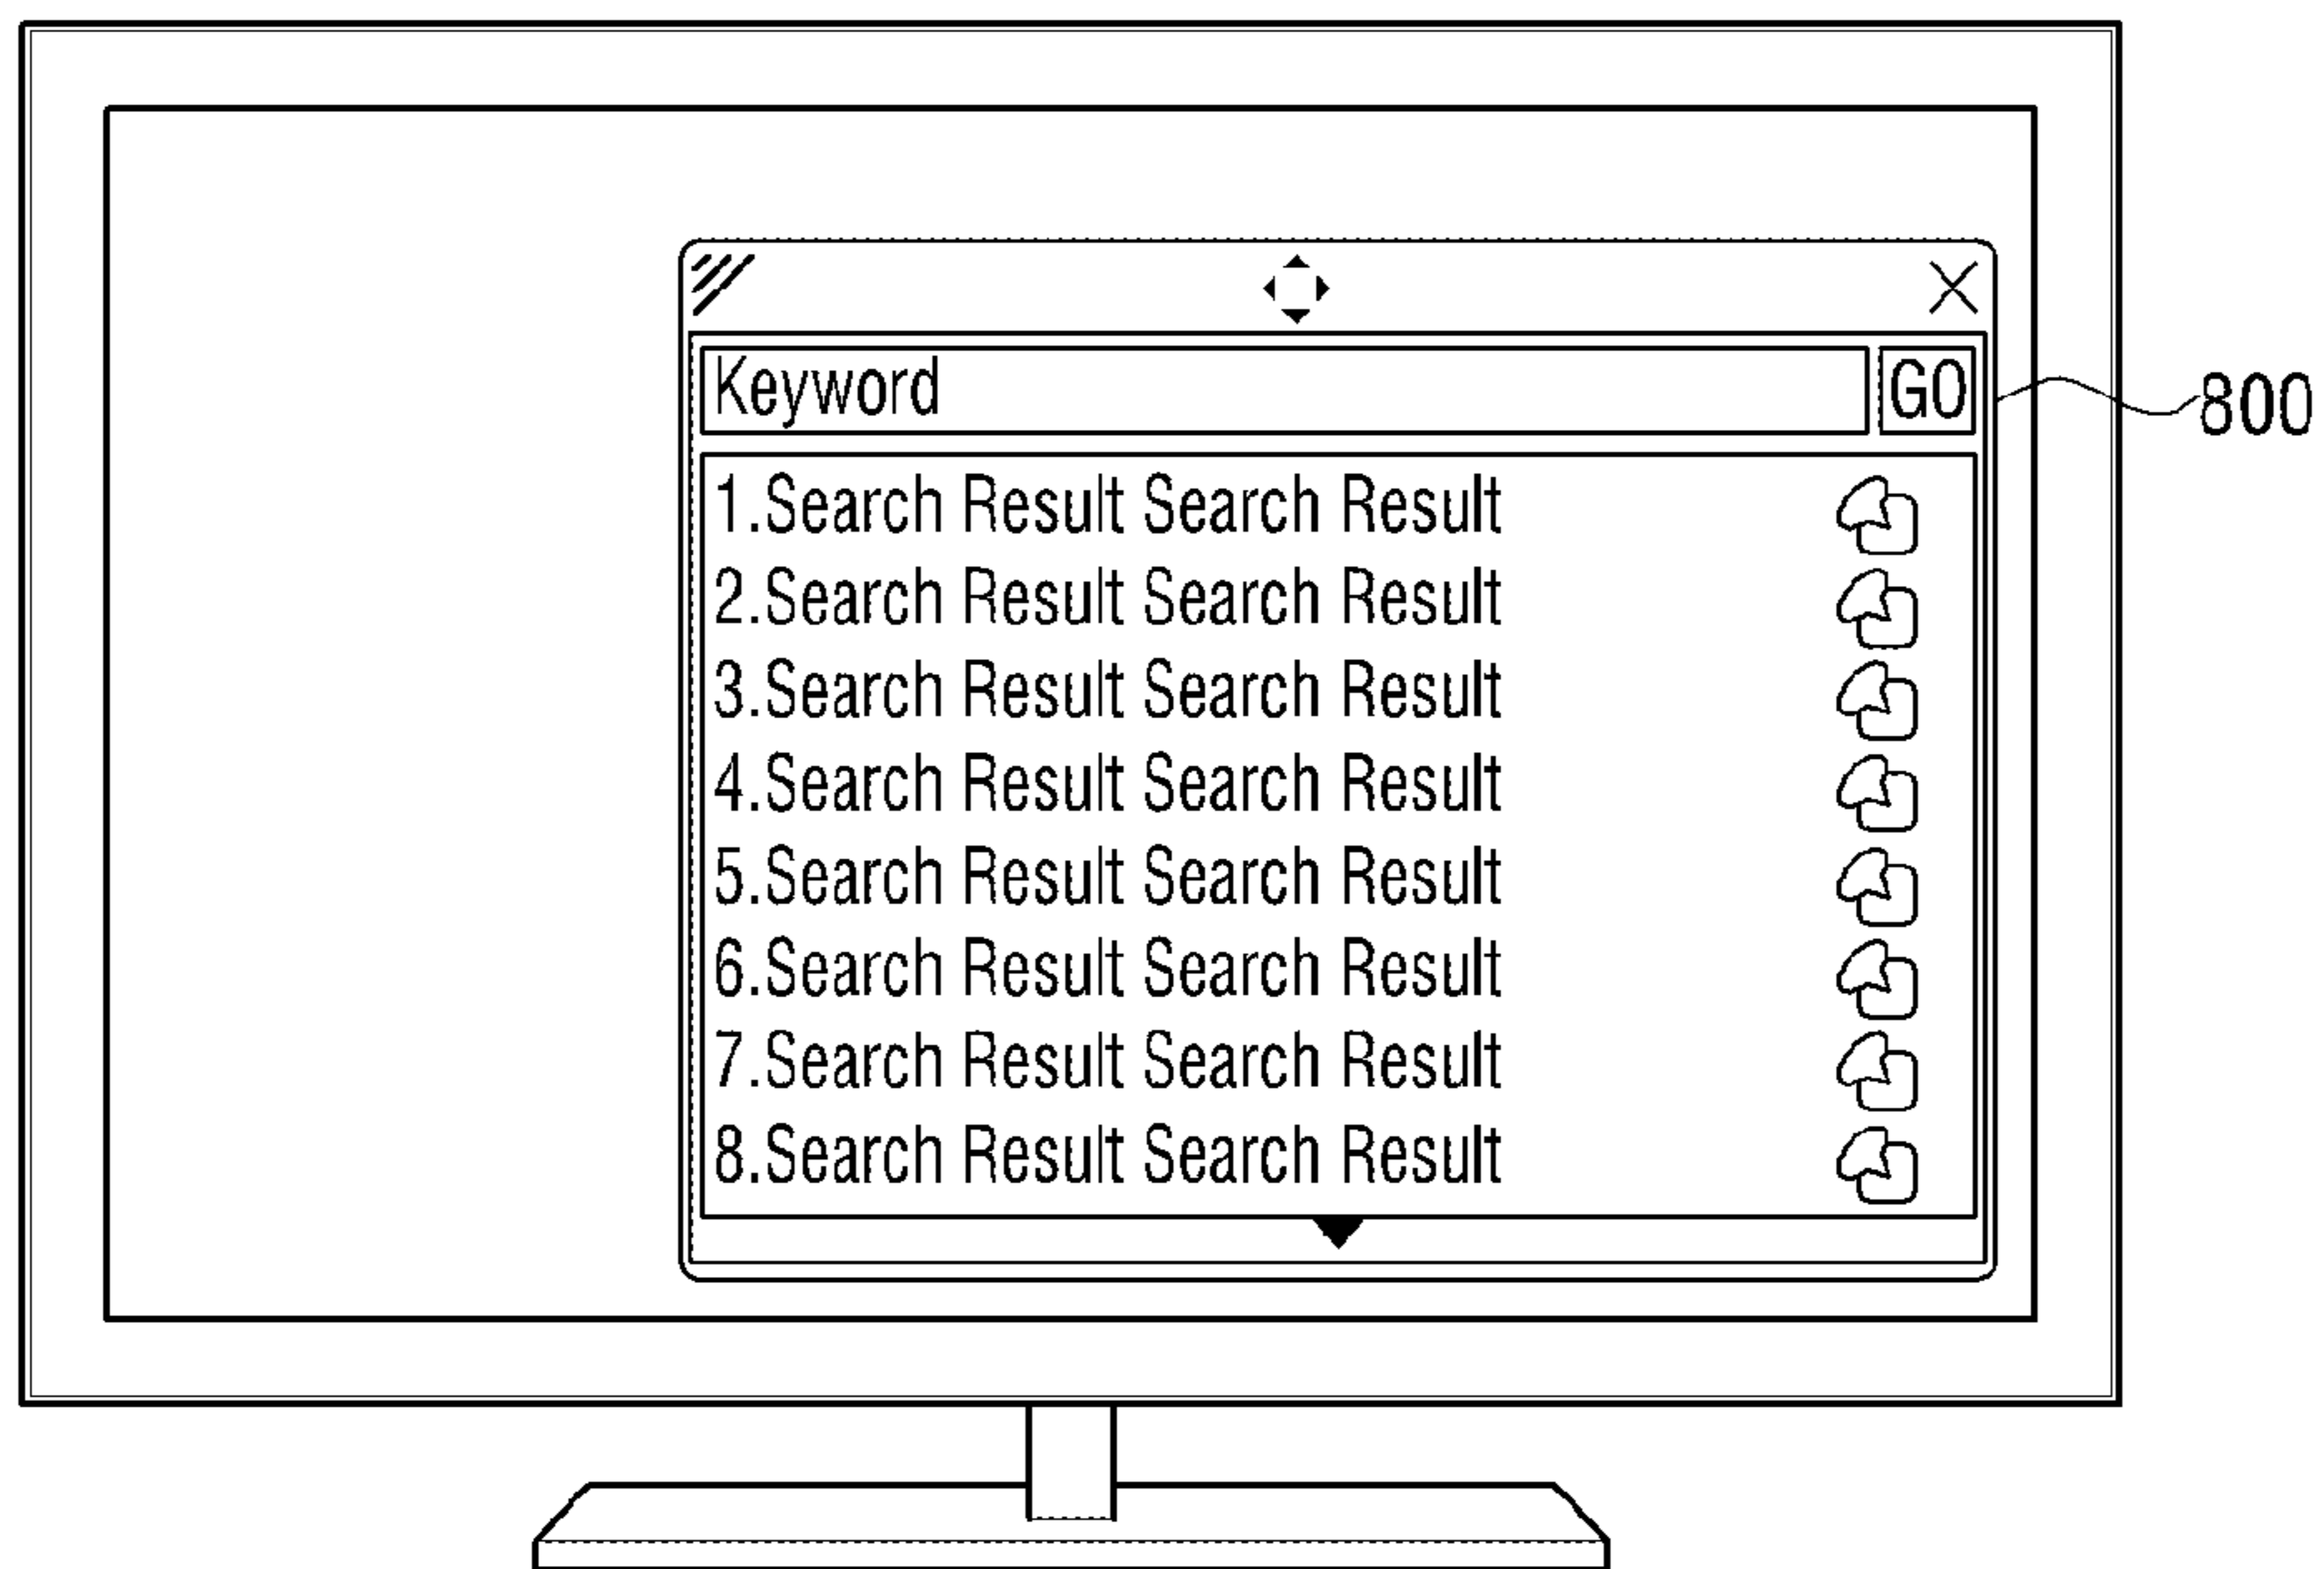 Keyword GO
800
1.Search Result Search Result
2.Search Result Search Result
3.Search Result Search Result
4.Search Result Search Result
5.Search Result Search Result
6.Search Result Search Result
7.Search Result Search Result
8.Search Result Search Result